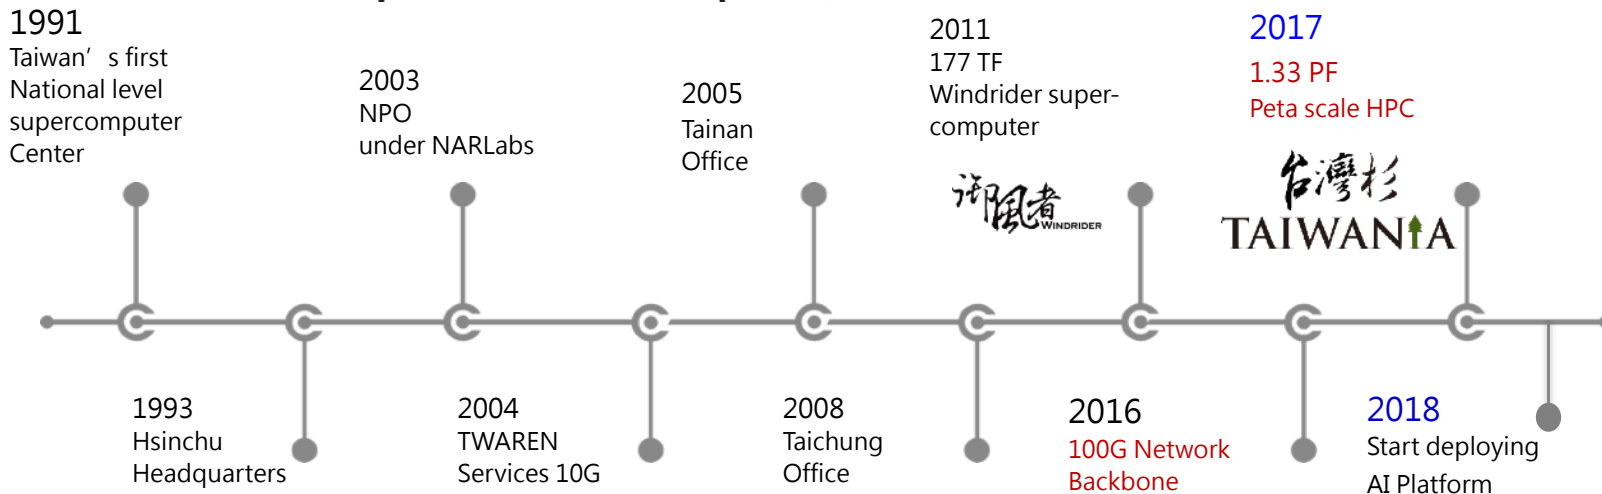 1991
Taiwan’s first
National level
supercomputer
Center
2003
NPO
under NARLabs
2005
Tainan
Office
2011
177 TF
Windrider super-
computer
御風者
WINDRIDER
2017
1.33 PF
Peta scale HPC
台灣杉
TAIWANIA
1993
Hsinchu
Headquarters
2004
TWAREN
Services 10G
2008
Taichung
Office
2016
100G Network
Backbone
2018
Start deploying
AI Platform